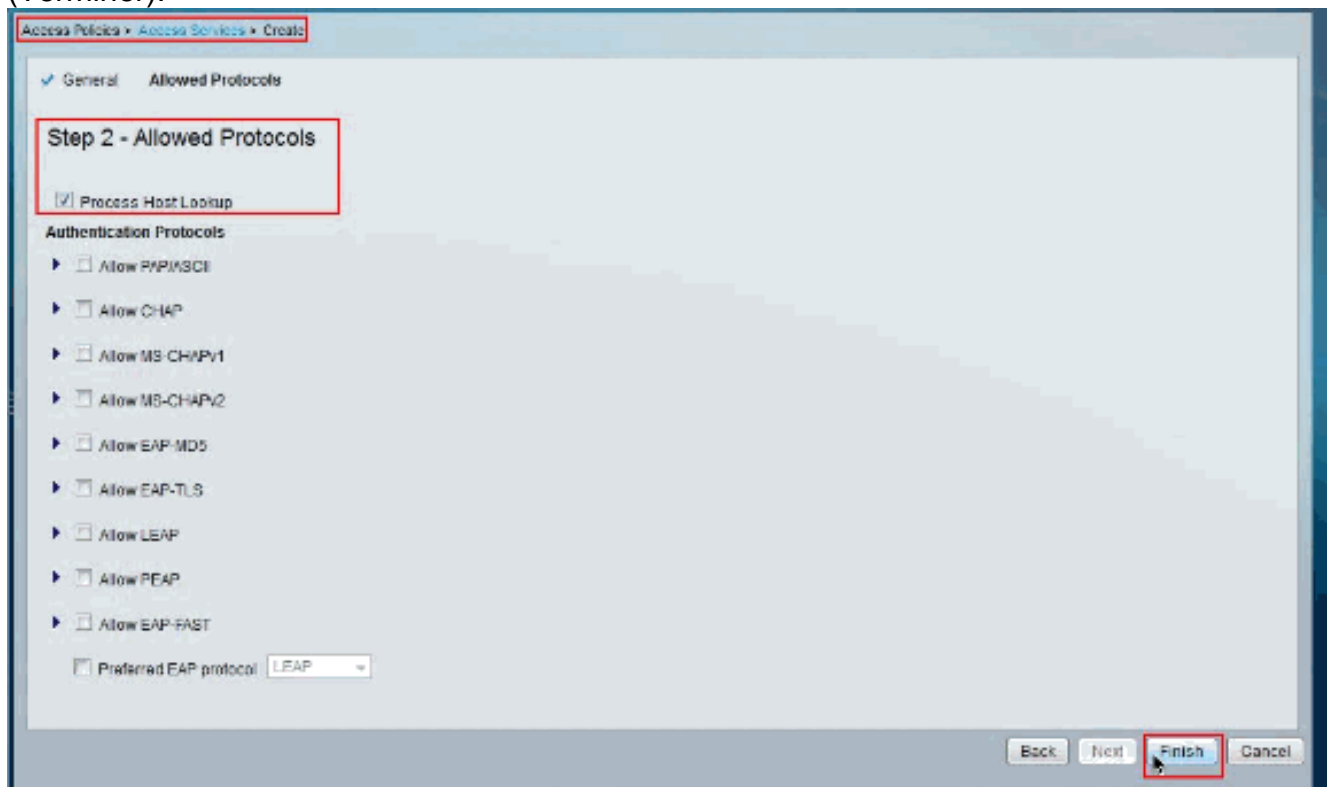 (Terminer).
Access Policies > Access Services > Create
General Allowed Protocols
Step 2 - Allowed Protocols
Process Host Lookup
Authentication Protocols
Allow PAP/ASCII
Allow CHAP
Allow MS-CHAPv1
Allow MS-CHAPv2
Allow EAP-MD5
Allow EAP-TLS
Allow LEAP
Allow PEAP
Allow EAP-FAST
Preferred EAP protocol LEAP
Back Next Finish Cancel